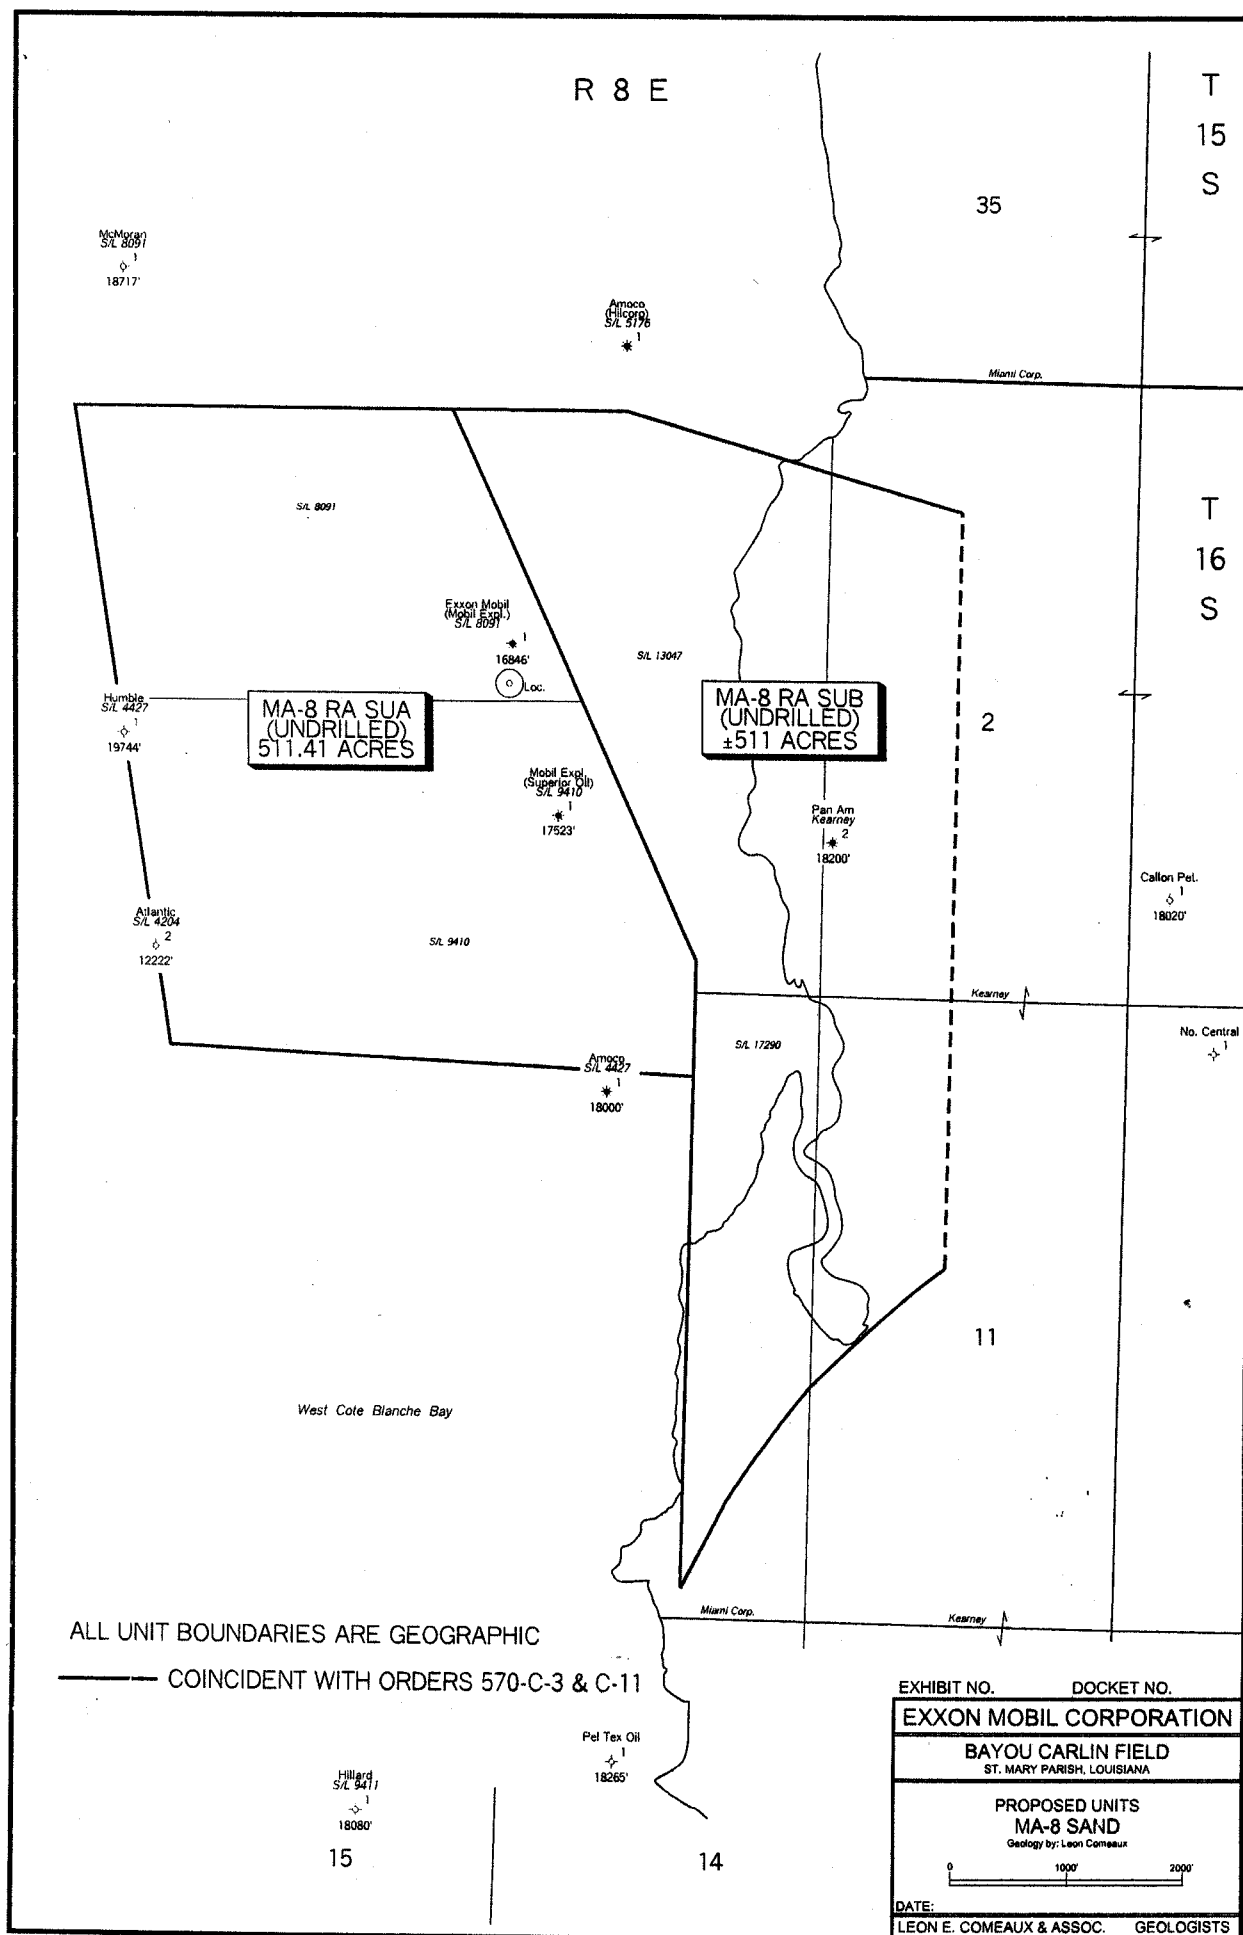 R 8 E
T
15
S
35
McMoran
S/L 8091
1
18717'
Amoco
(Hilcorp)
S/L 5176
1
Miami Corp.
S/L 8091
T
16
S
Exxon Mobil
(Mobil Expl.)
S/L 8091
1
16846'
Loc.
S/L 13047
Humble
S/L 4427
1
19744'
MA-8 RA SUA
(UNDRILLED)
511.41 ACRES
MA-8 RA SUB
(UNDRILLED)
±511 ACRES
2
Mobil Expl.
(Superior Oil)
S/L 9410
1
17523'
Pan Am
Kearney
2
18200'
Callon Pet.
1
18020'
Atlantic
S/L 4204
2
12222'
S/L 9410
Kearney
No. Central
1
S/L 17290
Amoco
S/L 4427
1
18000'
11
West Cote Blanche Bay
Miami Corp.
Kearney
ALL UNIT BOUNDARIES ARE GEOGRAPHIC
COINCIDENT WITH ORDERS 570-C-3 & C-11
Pel Tex Oil
1
18265'
Hillard
S/L 9411
1
18080'
15
14
EXHIBIT NO. DOCKET NO.
EXXON MOBIL CORPORATION
BAYOU CARLIN FIELD
ST. MARY PARISH, LOUISIANA
PROPOSED UNITS
MA-8 SAND
Geology by: Leon Comeaux
0 1000' 2000'
DATE:
LEON E. COMEAUX & ASSOC. GEOLOGISTS